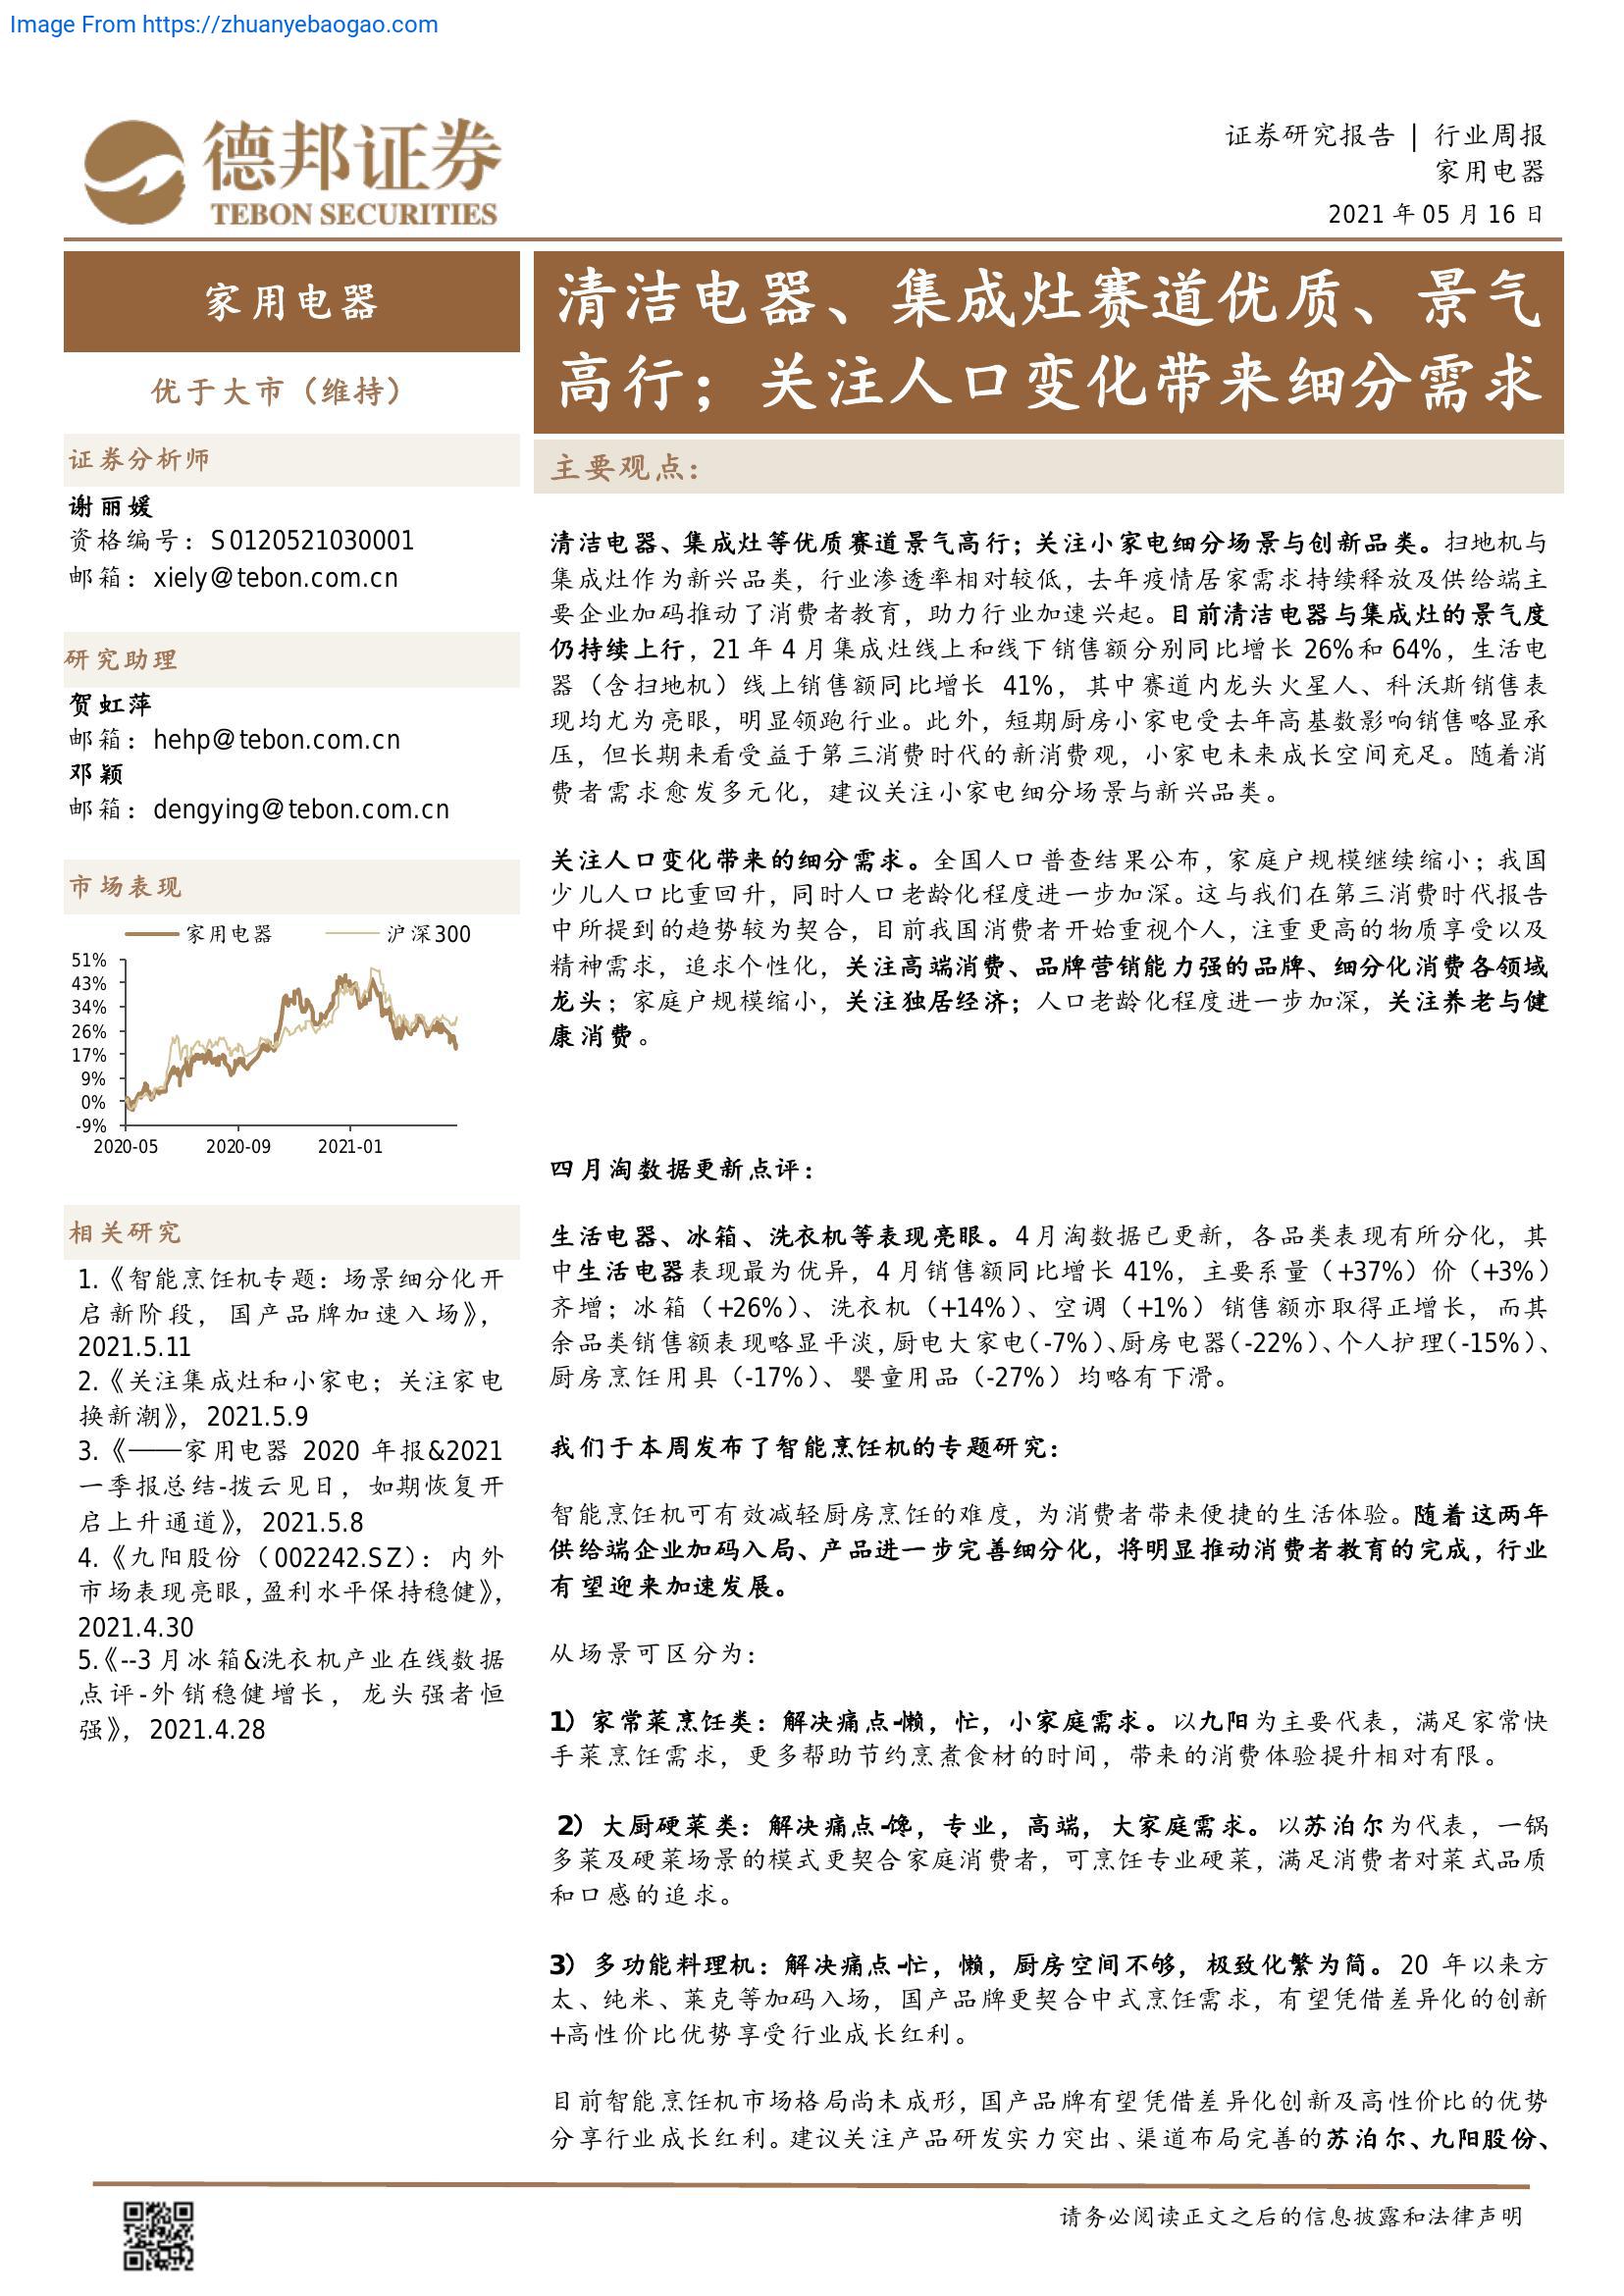 Image From https://zhuanyebaogao.com
德邦证券
TEBON SECURITIES
证券研究报告 | 行业周报
家用电器
2021 年 05 月 16 日
家用电器
优于大市（维持）
证券分析师
谢丽媛
资格编号：S0120521030001
邮箱：xiely@tebon.com.cn
研究助理
贺虹萍
邮箱：hehp@tebon.com.cn
邓颖
邮箱：dengying@tebon.com.cn
市场表现
家用电器 沪深300
51%
43%
34%
26%
17%
9%
0%
-9%
2020-05 2020-09 2021-01
相关研究
1.《智能烹饪机专题：场景细分化开
启新阶段，国产品牌加速入场》，
2021.5.11
2.《关注集成灶和小家电；关注家电
换新潮》，2021.5.9
3.《——家用电器 2020 年报&2021
一季报总结-拨云见日，如期恢复开
启上升通道》，2021.5.8
4.《九阳股份（002242.SZ）：内外
市场表现亮眼，盈利水平保持稳健》，
2021.4.30
5.《--3 月冰箱&洗衣机产业在线数据
点评-外销稳健增长，龙头强者恒
强》，2021.4.28
清洁电器、集成灶赛道优质、景气
高行；关注人口变化带来细分需求
主要观点：
清洁电器、集成灶等优质赛道景气高行；关注小家电细分场景与创新品类。扫地机与
集成灶作为新兴品类，行业渗透率相对较低，去年疫情居家需求持续释放及供给端主
要企业加码推动了消费者教育，助力行业加速兴起。目前清洁电器与集成灶的景气度
仍持续上行，21 年 4 月集成灶线上和线下销售额分别同比增长 26%和 64%，生活电
器（含扫地机）线上销售额同比增长 41%，其中赛道内龙头火星人、科沃斯销售表
现均尤为亮眼，明显领跑行业。此外，短期厨房小家电受去年高基数影响销售略显承
压，但长期来看受益于第三消费时代的新消费观，小家电未来成长空间充足。随着消
费者需求愈发多元化，建议关注小家电细分场景与新兴品类。
关注人口变化带来的细分需求。全国人口普查结果公布，家庭户规模继续缩小；我国
少儿人口比重回升，同时人口老龄化程度进一步加深。这与我们在第三消费时代报告
中所提到的趋势较为契合，目前我国消费者开始重视个人，注重更高的物质享受以及
精神需求，追求个性化，关注高端消费、品牌营销能力强的品牌、细分化消费各领域
龙头；家庭户规模缩小，关注独居经济；人口老龄化程度进一步加深，关注养老与健
康消费。
四月淘数据更新点评：
生活电器、冰箱、洗衣机等表现亮眼。4 月淘数据已更新，各品类表现有所分化，其
中生活电器表现最为优异，4 月销售额同比增长 41%，主要系量（+37%）价（+3%）
齐增；冰箱（+26%）、洗衣机（+14%）、空调（+1%）销售额亦取得正增长，而其
余品类销售额表现略显平淡，厨电大家电（-7%）、厨房电器（-22%）、个人护理（-15%）、
厨房烹饪用具（-17%）、婴童用品（-27%）均略有下滑。
我们于本周发布了智能烹饪机的专题研究：
智能烹饪机可有效减轻厨房烹饪的难度，为消费者带来便捷的生活体验。随着这两年
供给端企业加码入局、产品进一步完善细分化，将明显推动消费者教育的完成，行业
有望迎来加速发展。
从场景可区分为：
1）家常菜烹饪类：解决痛点-懒，忙，小家庭需求。以九阳为主要代表，满足家常快
手菜烹饪需求，更多帮助节约烹煮食材的时间，带来的消费体验提升相对有限。
2）大厨硬菜类：解决痛点-馋，专业，高端，大家庭需求。以苏泊尔为代表，一锅
多菜及硬菜场景的模式更契合家庭消费者，可烹饪专业硬菜，满足消费者对菜式品质
和口感的追求。
3）多功能料理机：解决痛点-忙，懒，厨房空间不够，极致化繁为简。20 年以来方
太、纯米、莱克等加码入场，国产品牌更契合中式烹饪需求，有望凭借差异化的创新
+高性价比优势享受行业成长红利。
目前智能烹饪机市场格局尚未成形，国产品牌有望凭借差异化创新及高性价比的优势
分享行业成长红利。建议关注产品研发实力突出、渠道布局完善的苏泊尔、九阳股份、
请务必阅读正文之后的信息披露和法律声明